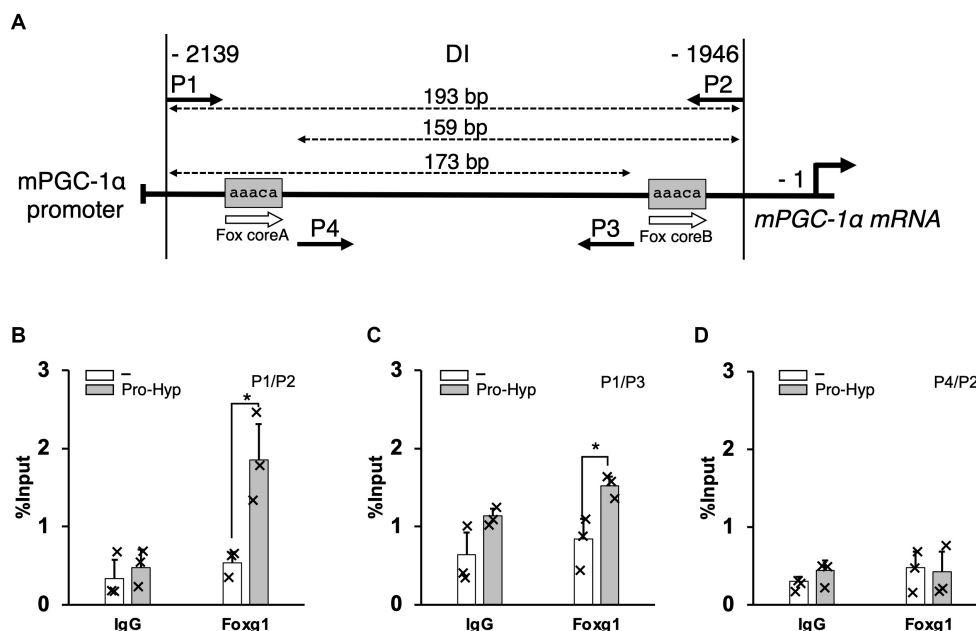 A
- 2139
DI
- 1946
P1
P2
193 bp
159 bp
173 bp
mPGC-1α
promoter
aaaca
aaaca
- 1
mPGC-1α mRNA
Fox coreA
P4
P3
Fox coreB
B
3
2
1
0
%Input
–
Pro-Hyp
P1/P2
*
IgG
Foxg1
C
3
2
1
0
%Input
–
Pro-Hyp
P1/P3
*
IgG
Foxg1
D
3
2
1
0
%Input
–
Pro-Hyp
P4/P2
IgG
Foxg1